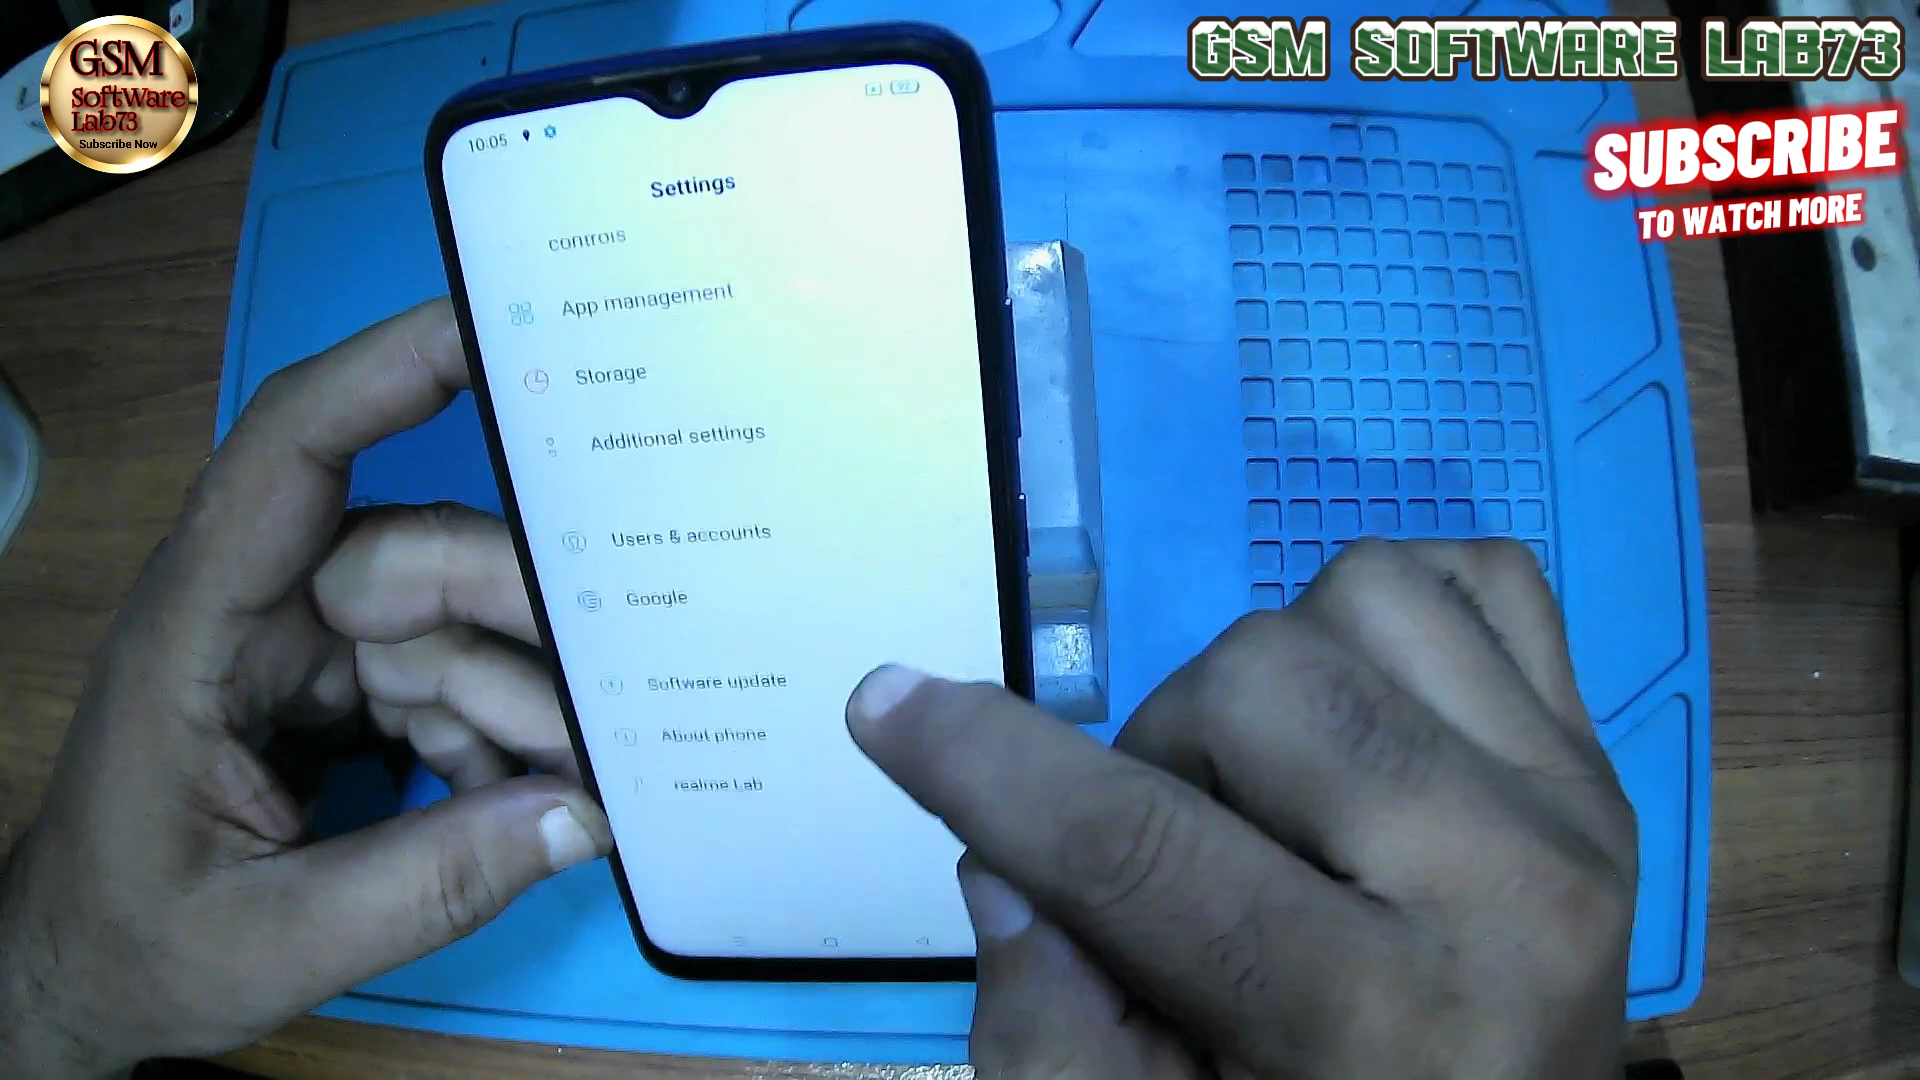 GSM
SoftWare
Lab73
Subscribe Now
GSM SOFTWARE LAB73
SUBSCRIBE
TO WATCH MORE
10:05
92
Settings
controls
App management
Storage
Additional settings
Users & accounts
Google
Software update
About phone
realme Lab